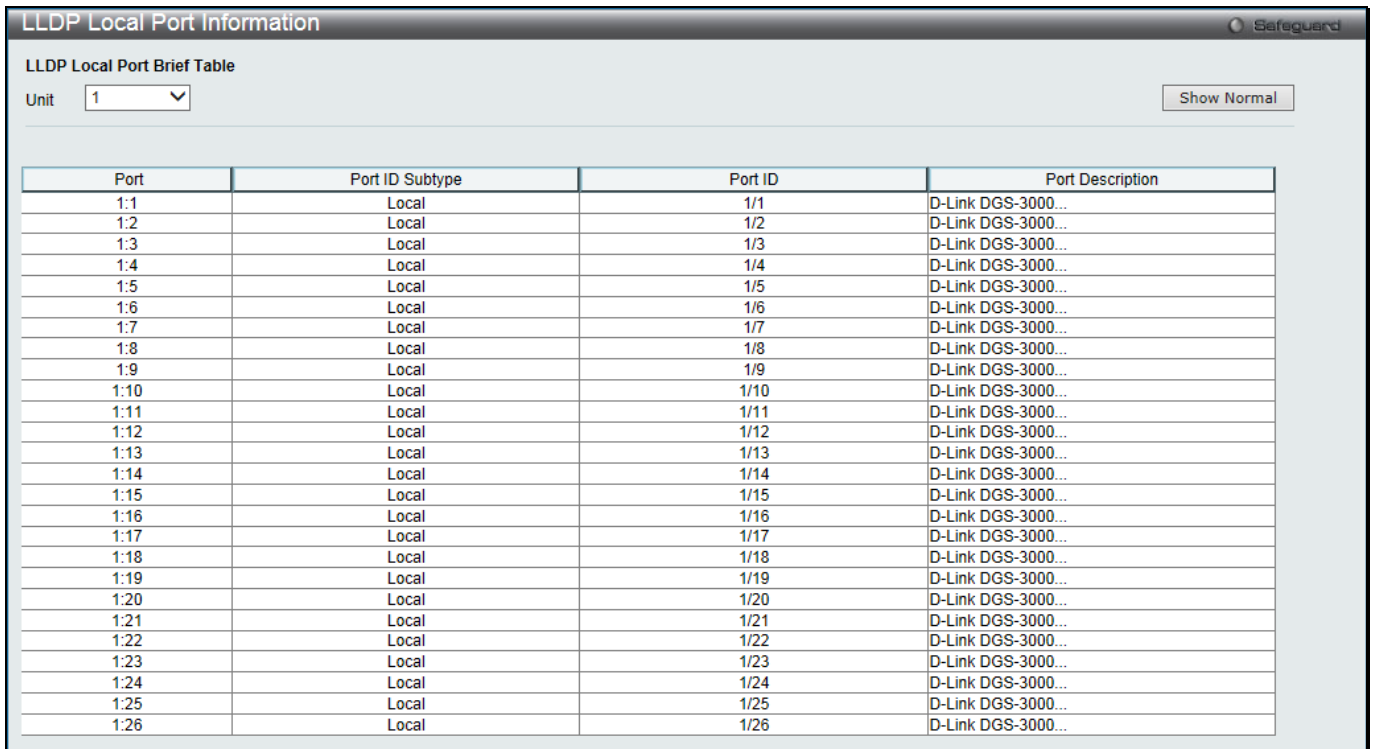 LLDP Local Port Information
Safeguard
LLDP Local Port Brief Table
Unit 1 Show Normal
Port Port ID Subtype Port ID Port Description
1:1 Local 1/1 D-Link DGS-3000...
1:2 Local 1/2 D-Link DGS-3000...
1:3 Local 1/3 D-Link DGS-3000...
1:4 Local 1/4 D-Link DGS-3000...
1:5 Local 1/5 D-Link DGS-3000...
1:6 Local 1/6 D-Link DGS-3000...
1:7 Local 1/7 D-Link DGS-3000...
1:8 Local 1/8 D-Link DGS-3000...
1:9 Local 1/9 D-Link DGS-3000...
1:10 Local 1/10 D-Link DGS-3000...
1:11 Local 1/11 D-Link DGS-3000...
1:12 Local 1/12 D-Link DGS-3000...
1:13 Local 1/13 D-Link DGS-3000...
1:14 Local 1/14 D-Link DGS-3000...
1:15 Local 1/15 D-Link DGS-3000...
1:16 Local 1/16 D-Link DGS-3000...
1:17 Local 1/17 D-Link DGS-3000...
1:18 Local 1/18 D-Link DGS-3000...
1:19 Local 1/19 D-Link DGS-3000...
1:20 Local 1/20 D-Link DGS-3000...
1:21 Local 1/21 D-Link DGS-3000...
1:22 Local 1/22 D-Link DGS-3000...
1:23 Local 1/23 D-Link DGS-3000...
1:24 Local 1/24 D-Link DGS-3000...
1:25 Local 1/25 D-Link DGS-3000...
1:26 Local 1/26 D-Link DGS-3000...